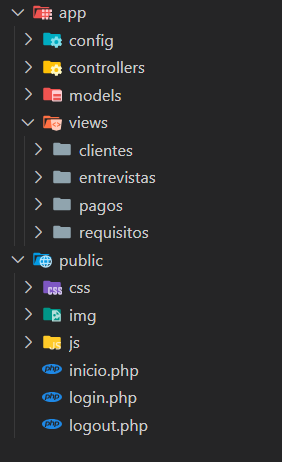 app
config
controllers
models
views
clientes
entrevistas
pagos
requisitos
public
css
img
js
inicio.php
login.php
logout.php